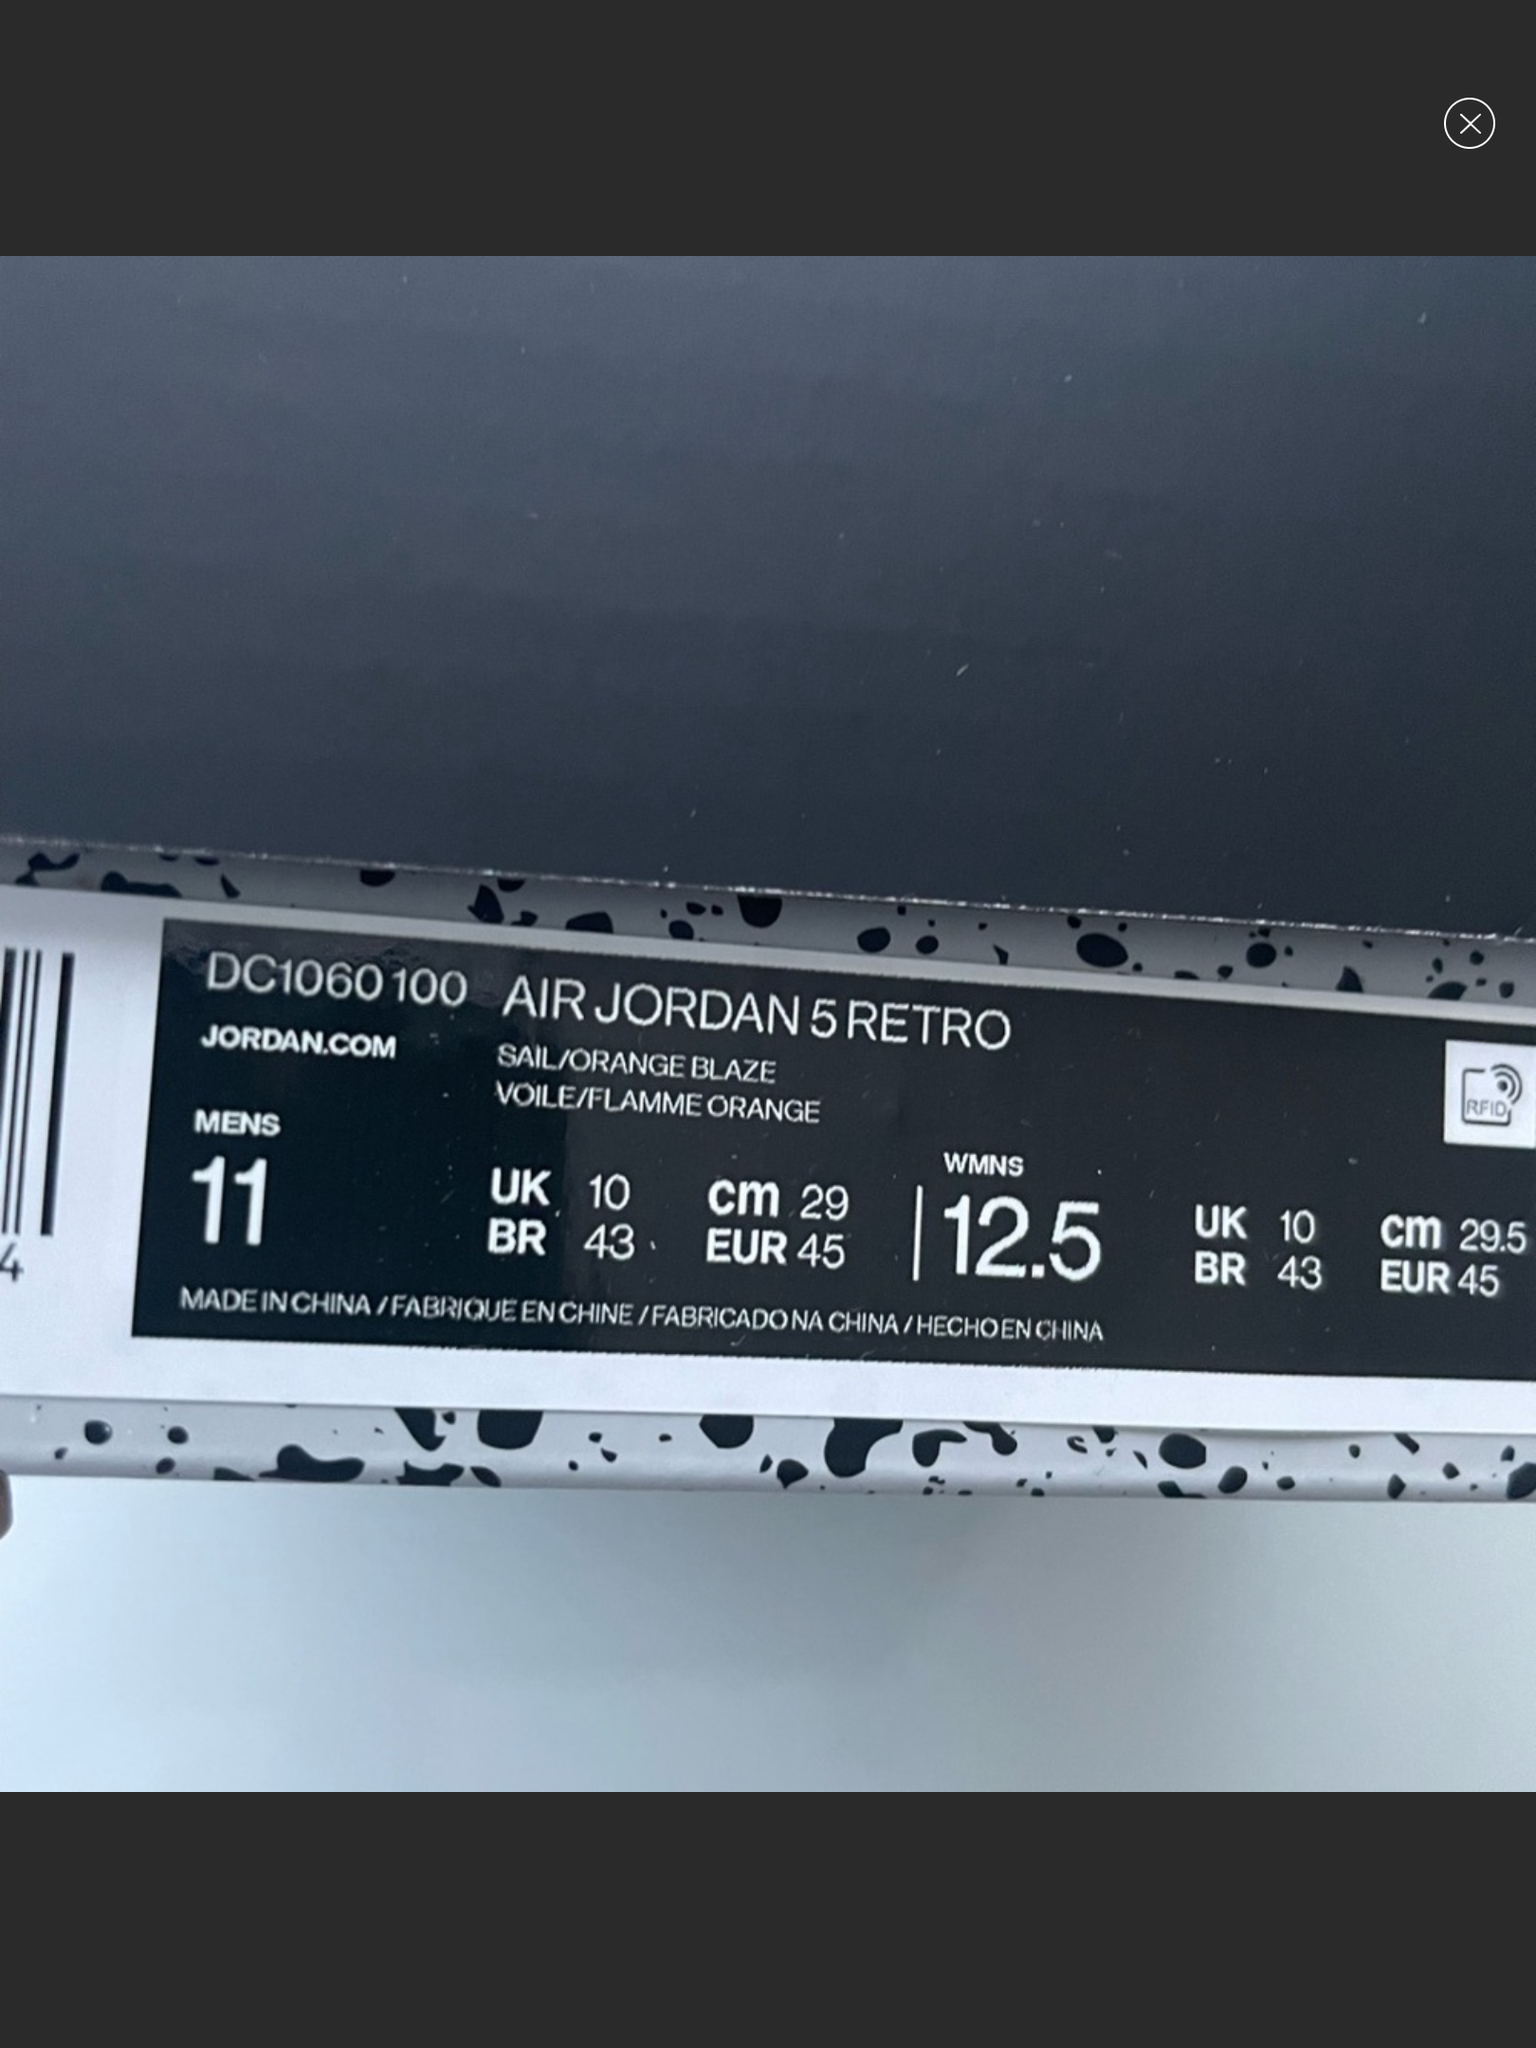 DC1060 100 AIR JORDAN 5 RETRO
JORDAN.COM
SAIL/ORANGE BLAZE
VOILE/FLAMME ORANGE
MENS
11
UK 10 cm 29
BR 43 EUR 45
WMNS
12.5
UK 10 cm 29.5
BR 43 EUR 45
MADE IN CHINA / FABRIQUE EN CHINE / FABRICADO NA CHINA / HECHO EN CHINA
RFID
4